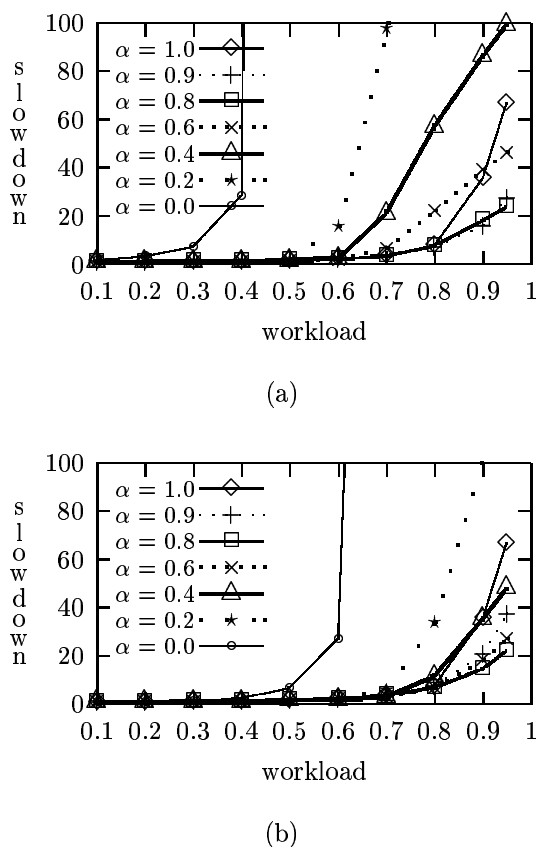 100
80
60
40
20
0
slowdown
α = 1.0
α = 0.9
α = 0.8
α = 0.6
α = 0.4
α = 0.2
α = 0.0
0.1 0.2 0.3 0.4 0.5 0.6 0.7 0.8 0.9 1
workload
(a)
100
80
60
40
20
0
slowdown
α = 1.0
α = 0.9
α = 0.8
α = 0.6
α = 0.4
α = 0.2
α = 0.0
0.1 0.2 0.3 0.4 0.5 0.6 0.7 0.8 0.9 1
workload
(b)